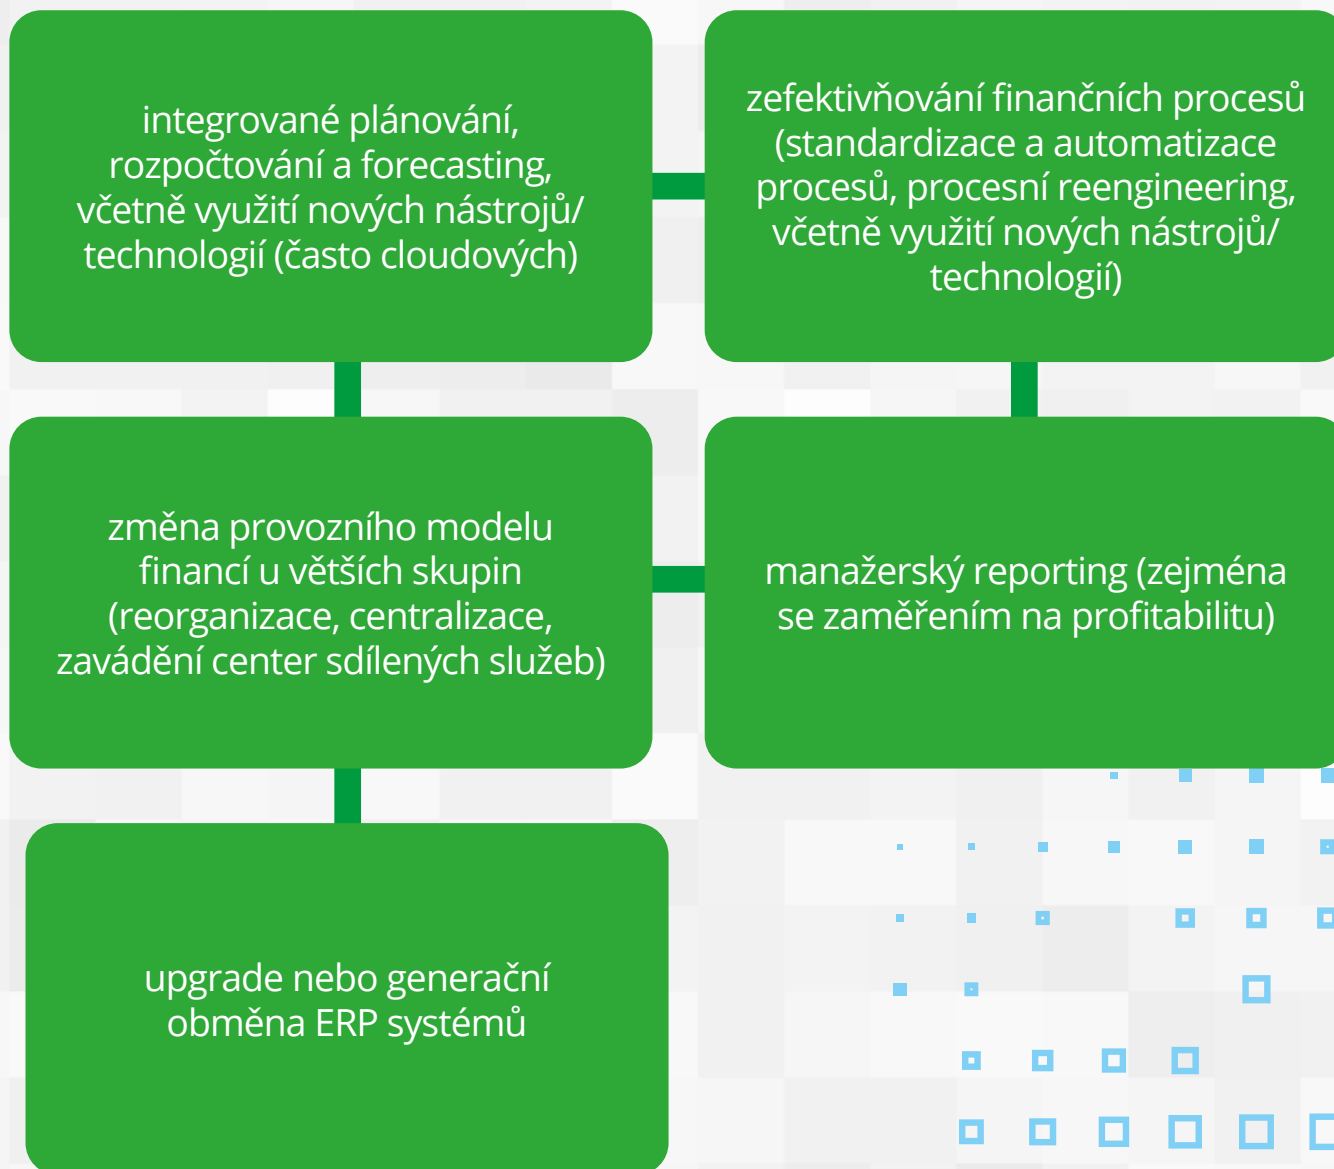 integrované plánování,
rozpočtování a forecasting,
včetně využití nových nástrojů/
technologií (často cloudových)
zefektivňování finančních procesů
(standardizace a automatizace
procesů, procesní reengineering,
včetně využití nových nástrojů/
technologií)
změna provozního modelu
financí u větších skupin
(reorganizace, centralizace,
zavádění center sdílených služeb)
manažerský reporting (zejména
se zaměřením na profitabilitu)
upgrade nebo generační
obměna ERP systémů